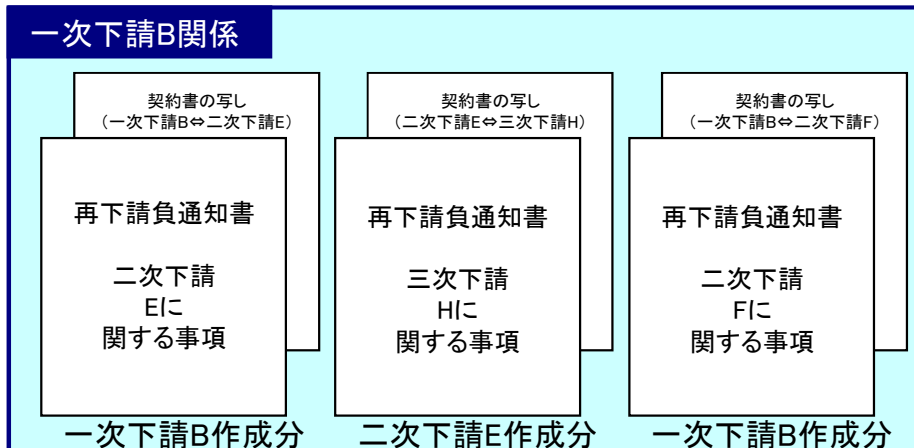 一次下請B関係
契約書の写し
（一次下請B⇔二次下請E）
再下請負通知書
二次下請
Eに
関する事項
一次下請B作成分
契約書の写し
（二次下請E⇔三次下請H）
再下請負通知書
三次下請
Hに
関する事項
二次下請E作成分
契約書の写し
（一次下請B⇔二次下請F）
再下請負通知書
二次下請
Fに
関する事項
一次下請B作成分